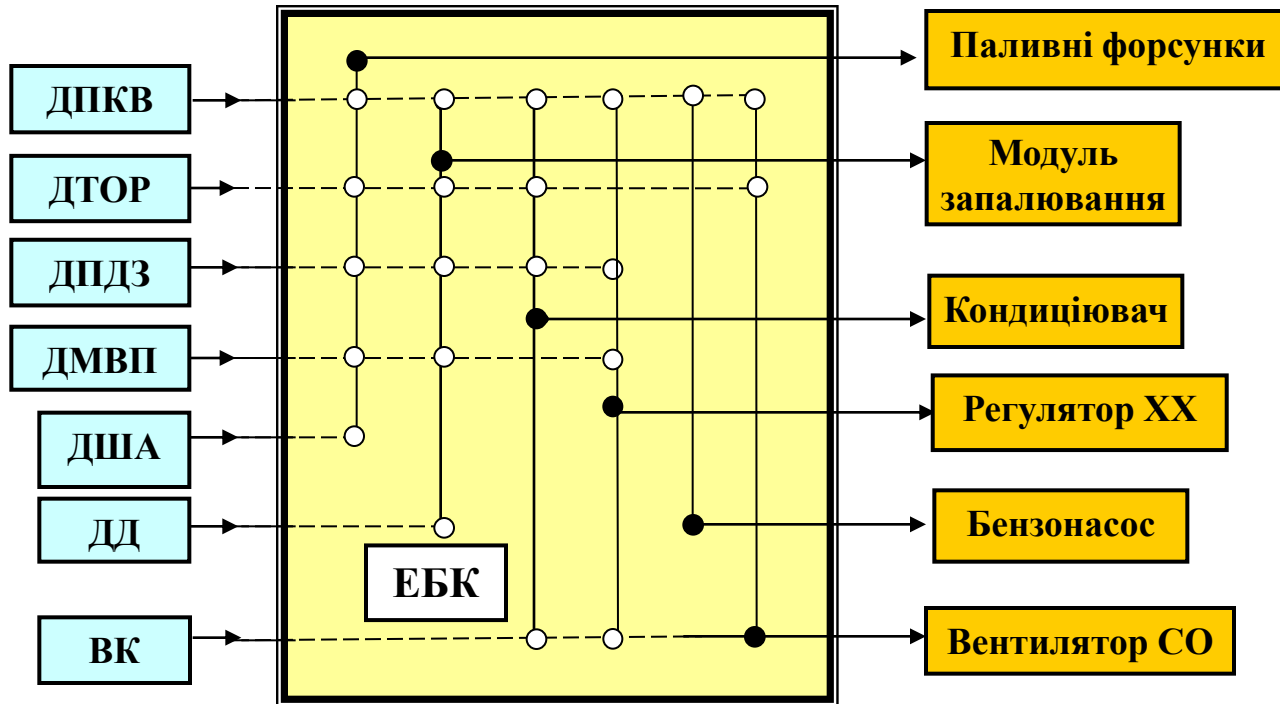 ДПКВ
ДТОР
ДПДЗ
ДМВП
ДША
ДД
ВК
ЕБК
Паливні форсунки
Модуль
запалювання
Кондиціювач
Регулятор ХХ
Бензонасос
Вентилятор СО